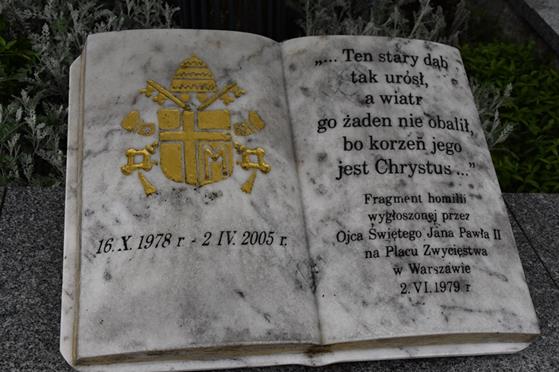 M
16. X. 1978 r. - 2 IV. 2005 r.
„... Ten stary dąb
tak urósł,
a wiatr
go żaden nie obalił,
bo korzeń jego
jest Chrystus ..."
Fragment homilii
wygłoszonej przez
Ojca Świętego Jana Pawła II
na Placu Zwycięstwa
w Warszawie
2. VI. 1979 r